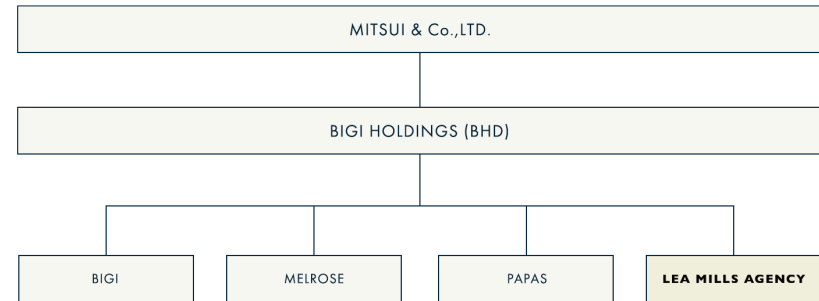 MITSUI & Co.,LTD.
BIGI HOLDINGS (BHD)
BIGI
MELROSE
PAPAS
LEA MILLS AGENCY